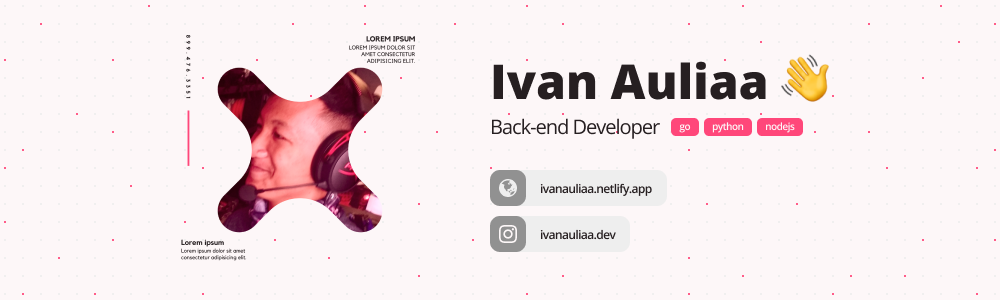 899.476.3351
LOREM IPSUM
LOREM IPSUM DOLOR SIT
AMET CONSECTETUR
ADIPISICING ELIT.
Lorem ipsum
Lorem ipsum dolor sit amet
consectetur adipisicing elit.
Ivan Auliaa
Back-end Developer
go
python
nodejs
ivanauliaa.netlify.app
ivanauliaa.dev